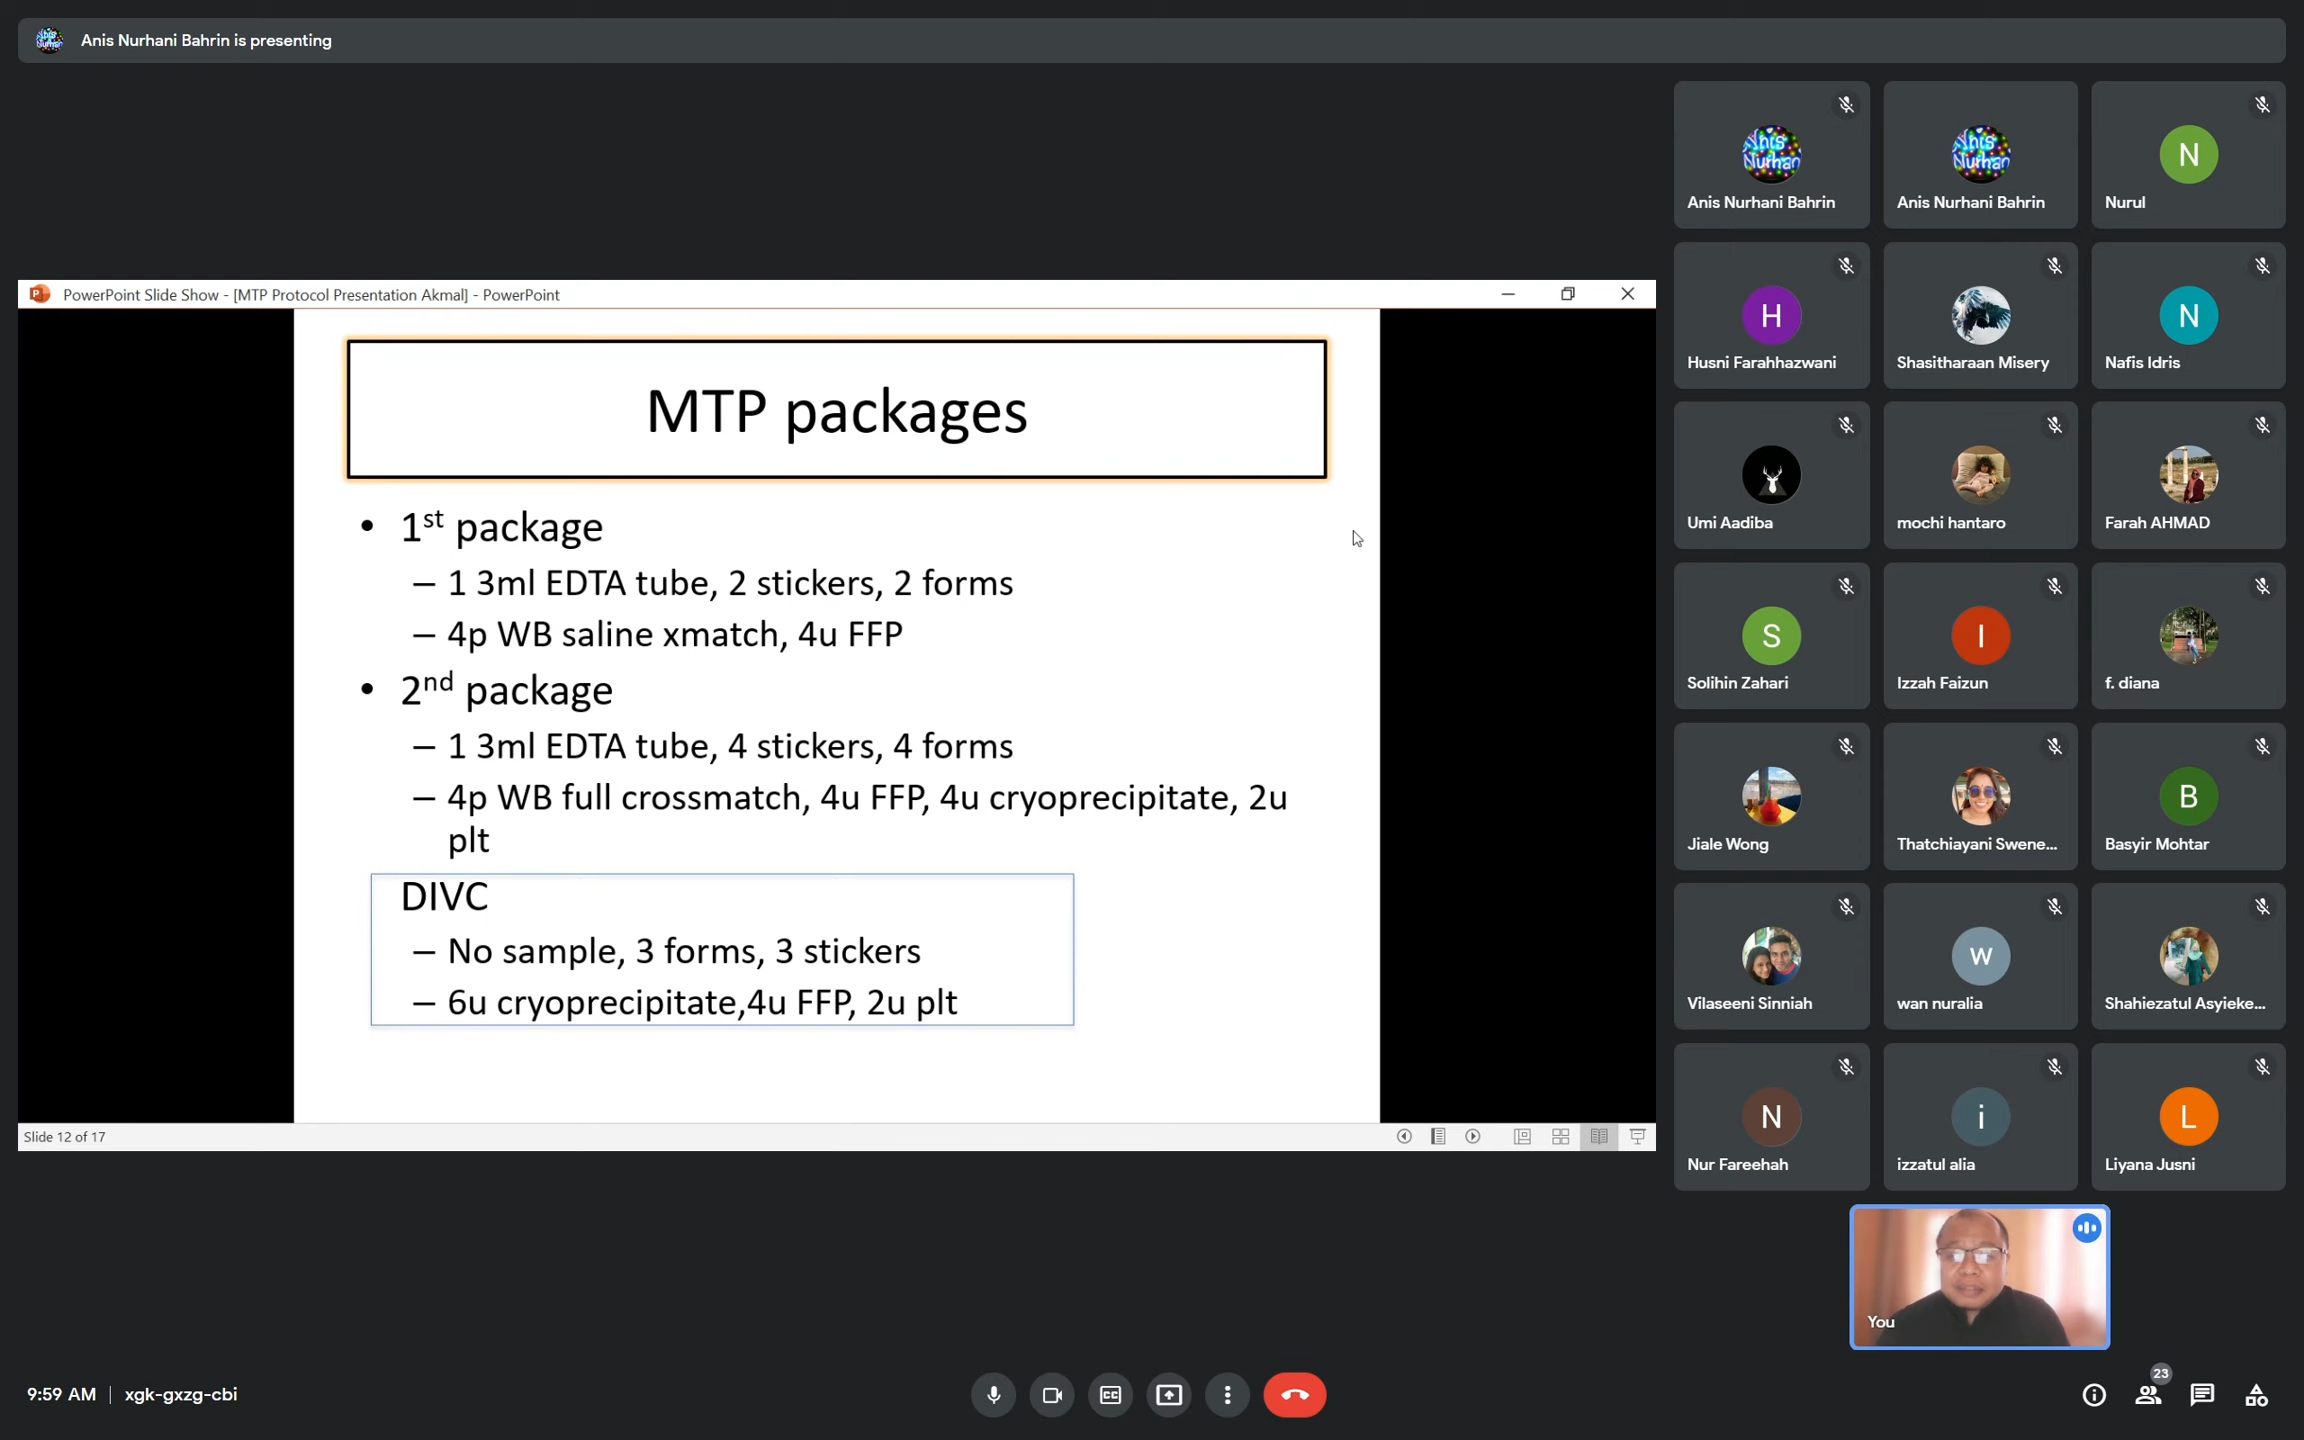 Anis Nurhani Bahrin is presenting
PowerPoint Slide Show - [MTP Protocol Presentation Akmal] - PowerPoint
MTP packages
• 1st package
– 1 3ml EDTA tube, 2 stickers, 2 forms
– 4p WB saline xmatch, 4u FFP
• 2nd package
– 1 3ml EDTA tube, 4 stickers, 4 forms
– 4p WB full crossmatch, 4u FFP, 4u cryoprecipitate, 2u
plt
DIVC
– No sample, 3 forms, 3 stickers
– 6u cryoprecipitate,4u FFP, 2u plt
Slide 12 of 17
Anis Nurhani Bahrin
Anis Nurhani Bahrin
N
Nurul
H
Husni Farahhazwani
Shasitharaan Misery
N
Nafis Idris
Umi Aadiba
mochi hantaro
Farah AHMAD
S
Solihin Zahari
I
Izzah Faizun
f. diana
Jiale Wong
Thatchiayani Swene...
B
Basyir Mohtar
Vilaseeni Sinniah
w
wan nuralia
Shahiezatul Asyieke...
N
Nur Fareehah
i
izzatul alia
L
Liyana Jusni
You
9:59 AM | xgk-gxzg-cbi
CC
23